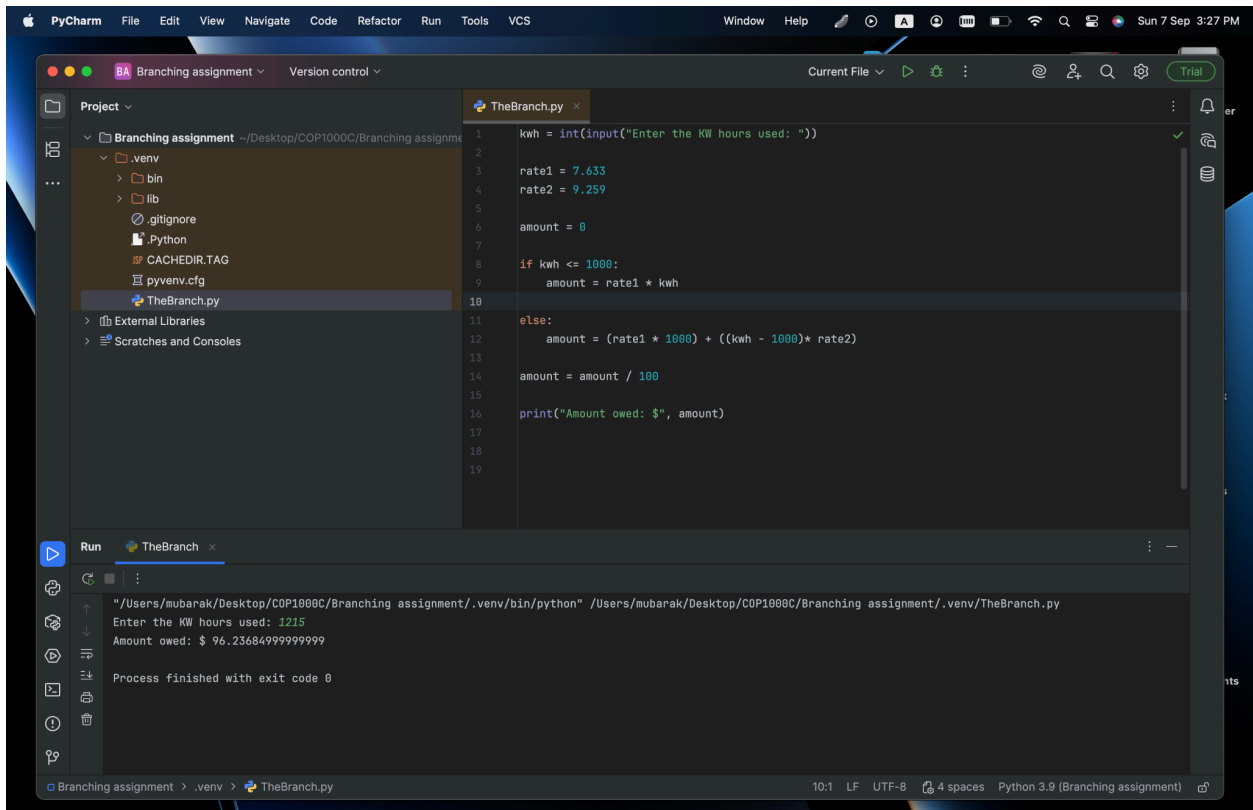 PyCharm File Edit View Navigate Code Refactor Run Tools VCS Window Help A Sun 7 Sep 3:27 PM
BA Branching assignment Version control Current File Trial
Project
TheBranch.py
Branching assignment ~/Desktop/COP1000C/Branching assignme
.venv
bin
lib
.gitignore
.Python
JSP CACHEDIR.TAG
pyvenv.cfg
TheBranch.py
External Libraries
Scratches and Consoles
1 kwh = int(input("Enter the KW hours used: "))
2
3 rate1 = 7.633
4 rate2 = 9.259
5
6 amount = 0
7
8 if kwh <= 1000:
9     amount = rate1 * kwh
10
11 else:
12     amount = (rate1 * 1000) + ((kwh - 1000)* rate2)
13
14 amount = amount / 100
15
16 print("Amount owed: $", amount)
17
18
19
er
Run TheBranch
"/Users/mubarak/Desktop/COP1000C/Branching assignment/.venv/bin/python" /Users/mubarak/Desktop/COP1000C/Branching assignment/.venv/TheBranch.py
Enter the KW hours used: 1215
Amount owed: $ 96.23684999999999
Process finished with exit code 0
nts
Branching assignment > .venv > TheBranch.py 10:1 LF UTF-8 4 spaces Python 3.9 (Branching assignment)